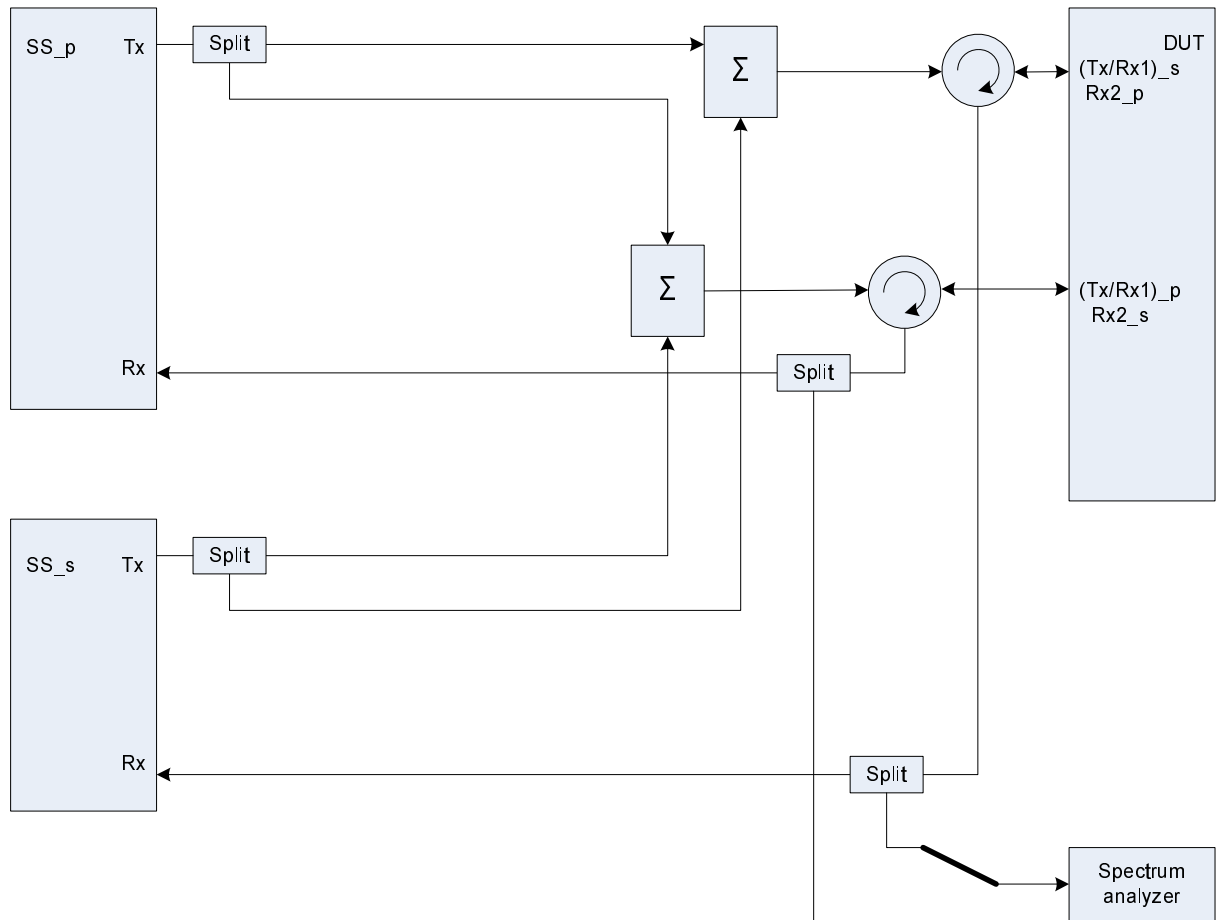 SS_p
Tx
Split
Σ
DUT
(Tx/Rx1)_s
Rx2_p
Σ
(Tx/Rx1)_p
Rx2_s
Rx
Split
SS_s
Tx
Split
Rx
Split
Spectrum
analyzer